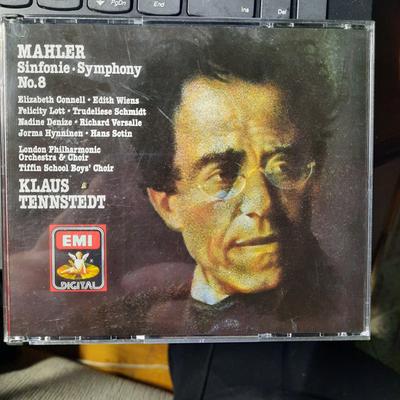 PgDn
End
Ins
Del
MAHLER
Sinfonie · Symphony
No.8
Elizabeth Connell · Edith Wiens
Felicity Lott · Trudeliese Schmidt
Nadine Denize · Richard Versalle
Jorma Hynninen · Hans Sotin
London Philharmonic
Orchestra & Choir
Tiffin School Boys' Choir
KLAUS
TENNSTEDT
EMI
DIGITAL